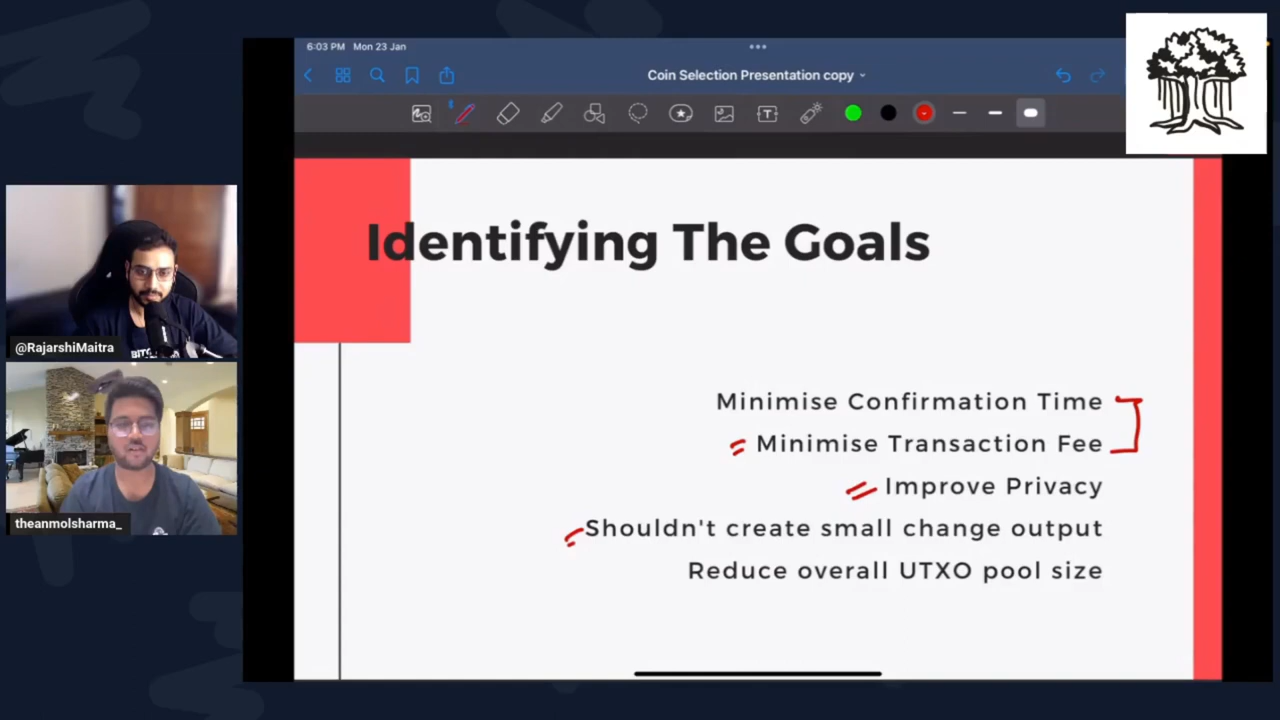 6:03 PM Mon 23 Jan
Coin Selection Presentation copy
T
Identifying The Goals
Minimise Confirmation Time
Minimise Transaction Fee
Improve Privacy
Shouldn't create small change output
Reduce overall UTXO pool size
@RajarshiMaitra
theanmolsharma_